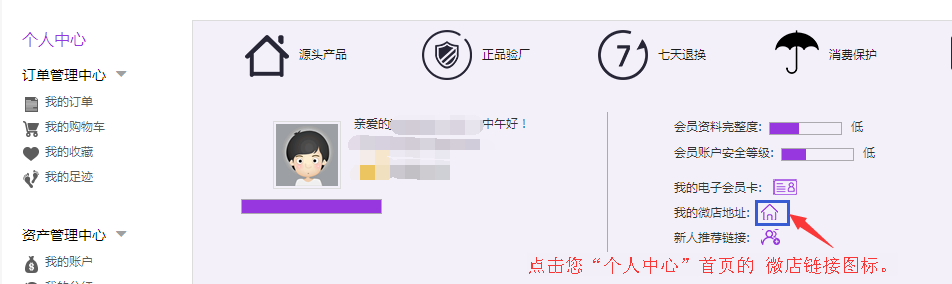 个人中心
订单管理中心
我的订单
我的购物车
我的收藏
我的足迹
资产管理中心
我的账户
源头产品
正品验厂
7
七天退换
消费保护
亲爱的
中午好！
会员资料完整度: 低
会员账户安全等级: 低
我的电子会员卡:
我的微店地址:
新人推荐链接:
点击您“个人中心”首页的 微店链接图标。